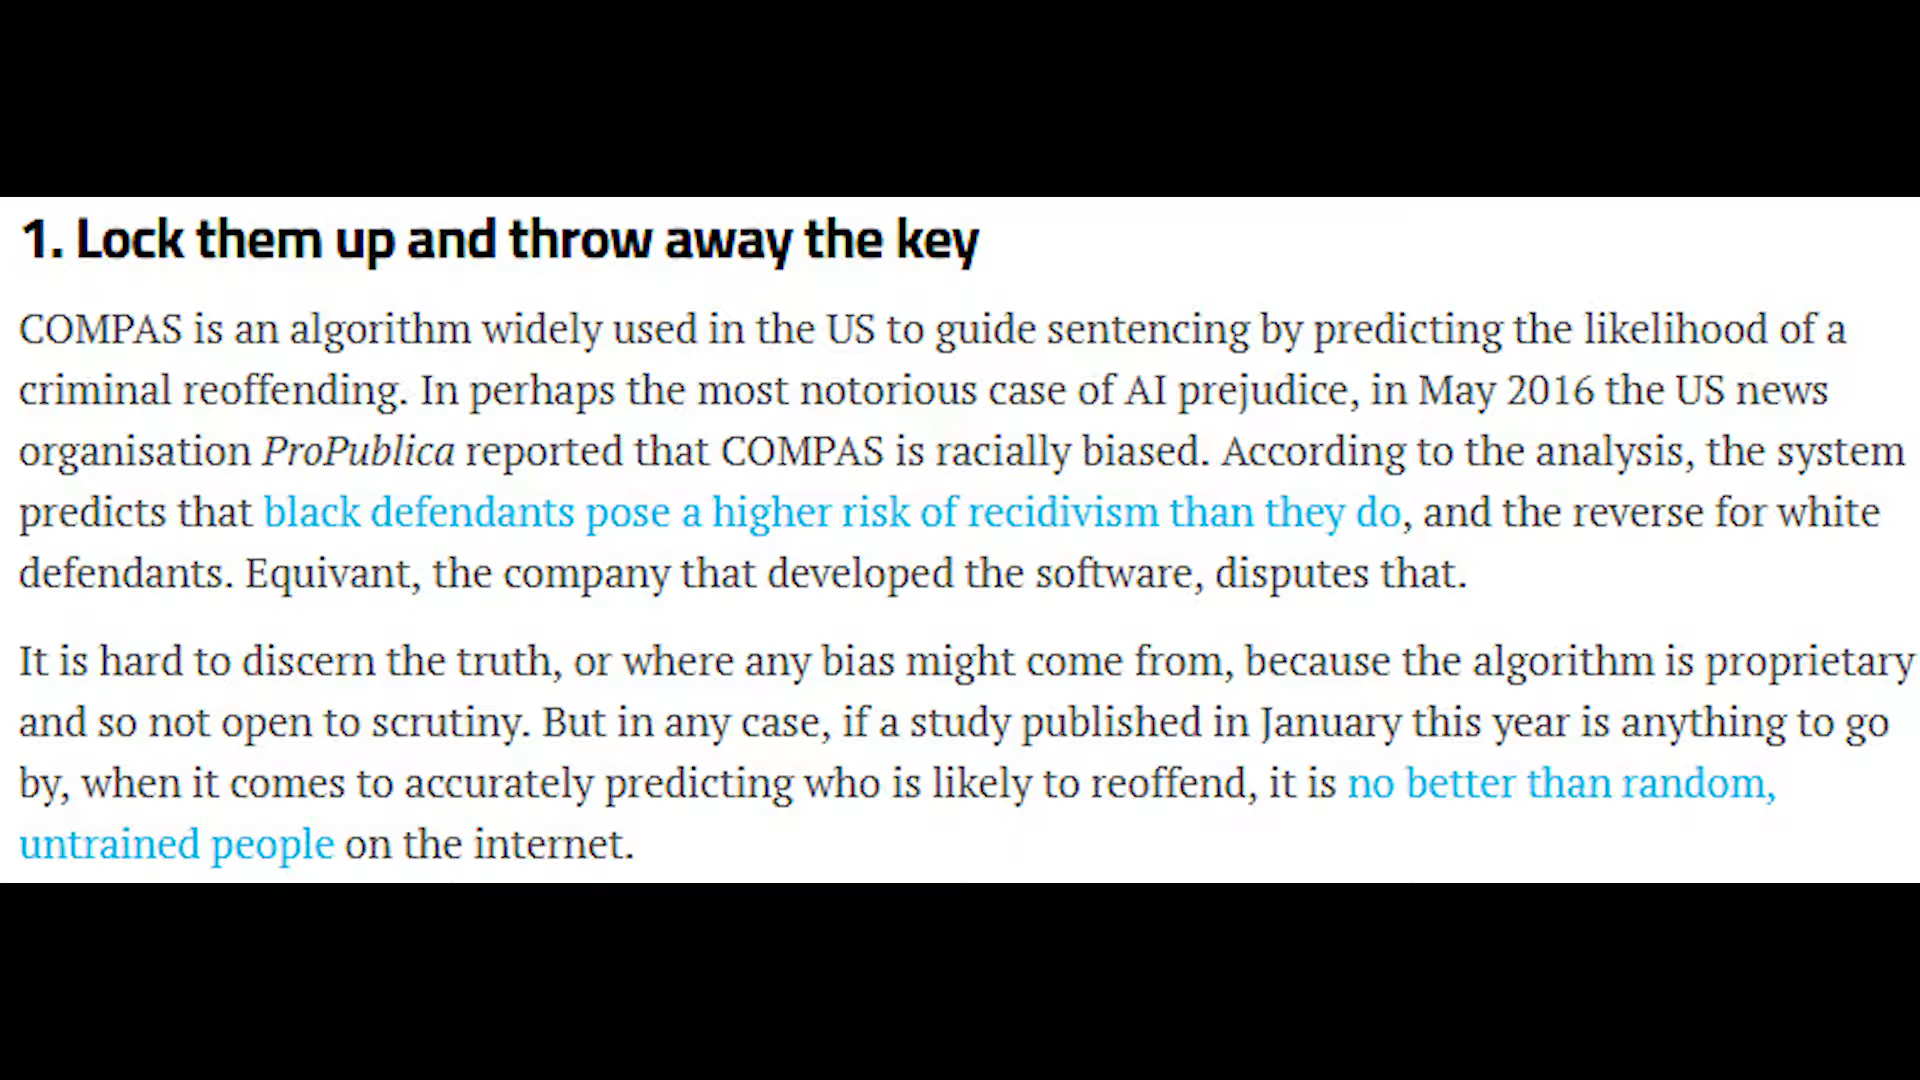 1. Lock them up and throw away the key
COMPAS is an algorithm widely used in the US to guide sentencing by predicting the likelihood of a
criminal reoffending. In perhaps the most notorious case of AI prejudice, in May 2016 the US news
organisation ProPublica reported that COMPAS is racially biased. According to the analysis, the system
predicts that black defendants pose a higher risk of recidivism than they do, and the reverse for white
defendants. Equivant, the company that developed the software, disputes that.
It is hard to discern the truth, or where any bias might come from, because the algorithm is proprietary
and so not open to scrutiny. But in any case, if a study published in January this year is anything to go
by, when it comes to accurately predicting who is likely to reoffend, it is no better than random,
untrained people on the internet.